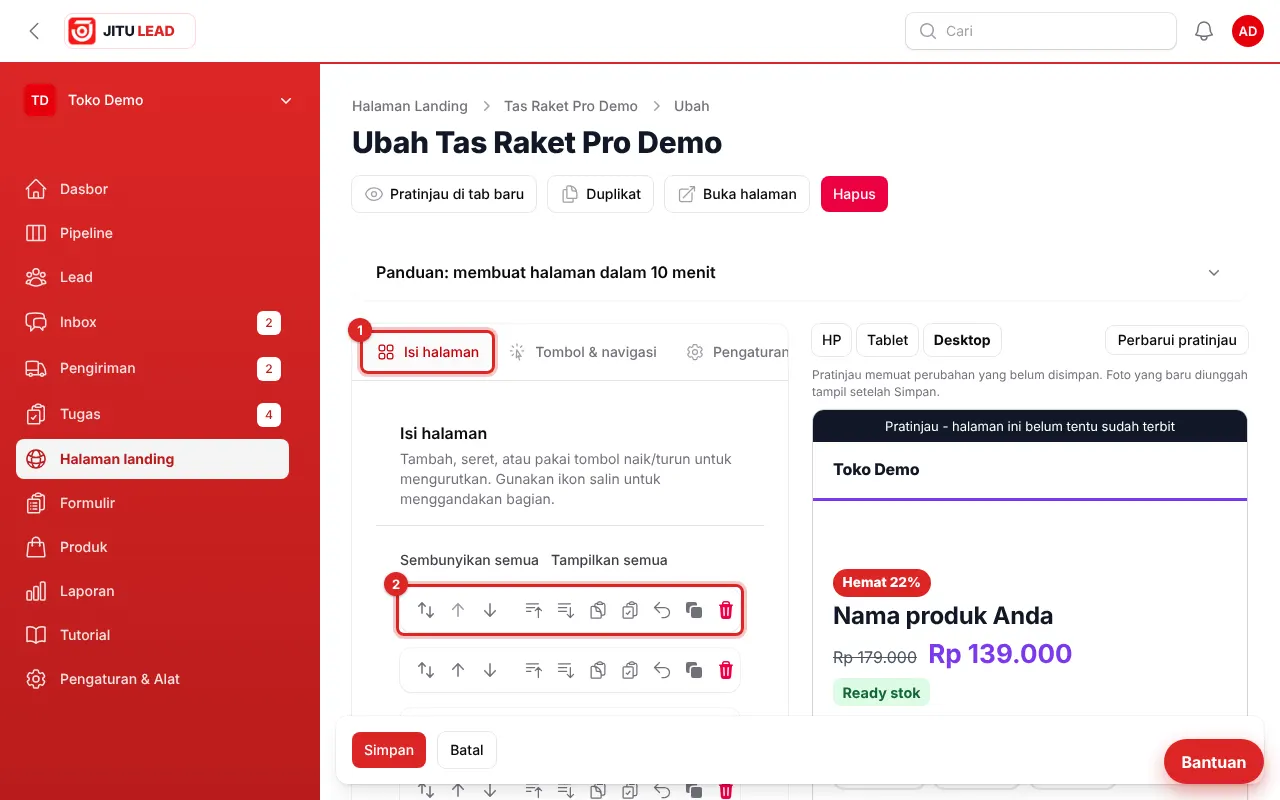 JITU LEAD
Cari
AD
TD
Toko Demo
Dasbor
Pipeline
Lead
Inbox
2
Pengiriman
2
Tugas
4
Halaman landing
Formulir
Produk
Laporan
Tutorial
Pengaturan & Alat
Halaman Landing
Tas Raket Pro Demo
Ubah
Ubah Tas Raket Pro Demo
Pratinjau di tab baru
Duplikat
Buka halaman
Hapus
Panduan: membuat halaman dalam 10 menit
1
Isi halaman
Tombol & navigasi
Pengaturan
Isi halaman
Tambah, seret, atau pakai tombol naik/turun untuk
mengurutkan. Gunakan ikon salin untuk
menggandakan bagian.
Sembunyikan semua
Tampilkan semua
2
HP
Tablet
Desktop
Perbarui pratinjau
Pratinjau memuat perubahan yang belum disimpan. Foto yang baru diunggah
tampil setelah Simpan.
Pratinjau - halaman ini belum tentu sudah terbit
Toko Demo
Hemat 22%
Nama produk Anda
Rp 179.000 Rp 139.000
Ready stok
Simpan
Batal
Bantuan